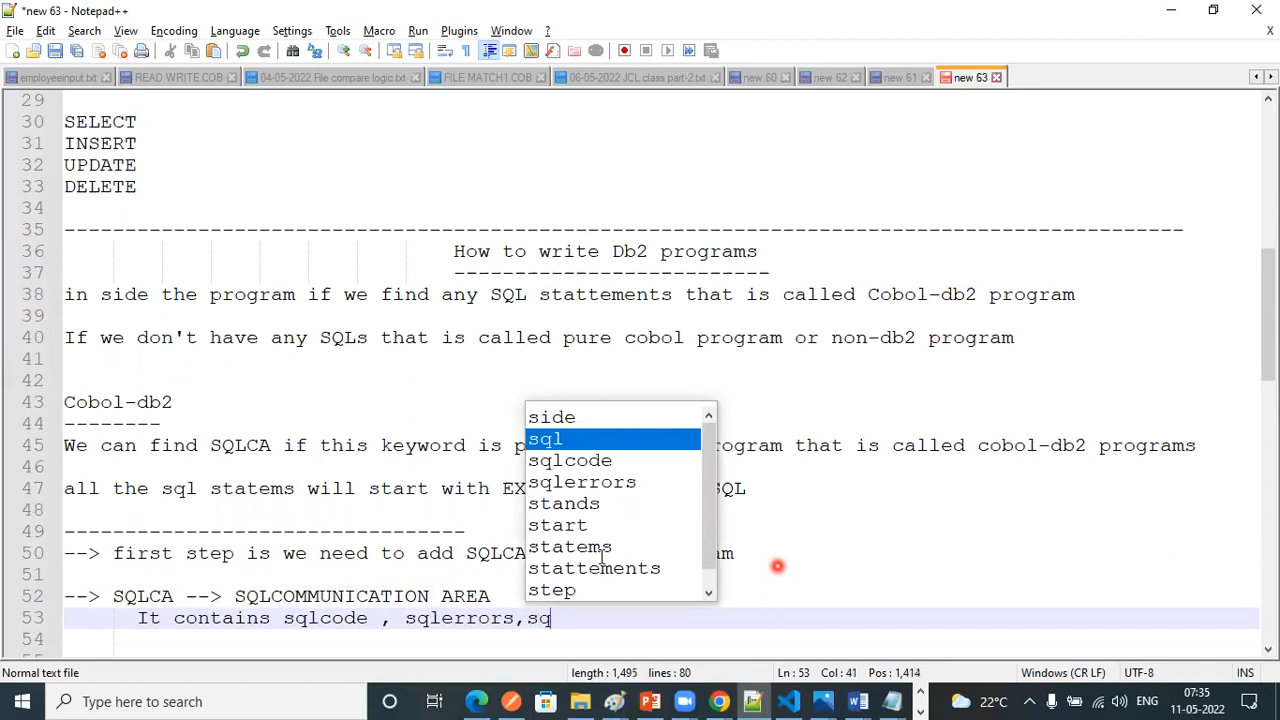 *new 63 - Notepad++
File Edit Search View Encoding Language Settings Tools Macro Run Plugins Window ?
X
employeeinput.txt READ WRITE.COB 04-05-2022 File compare logic.txt FILE MATCH1 COB 06-05-2022 JCL class part-2.txt new 60 new 62 new 61 new 63
29
30 SELECT
31 INSERT
32 UPDATE
33 DELETE
34
35 --------------------------------------------------------------------------------------------
36 How to write Db2 programs
37 --------------------------
38 in side the program if we find any SQL stattements that is called Cobol-db2 program
39
40 If we don't have any SQLs that is called pure cobol program or non-db2 program
41
42
43 Cobol-db2
44 --------
45 We can find SQLCA if this keyword is p rogram that is called cobol-db2 programs
46
47 all the sql statems will start with EX SQL
48
49 ---------------------------------
50 --> first step is we need to add SQLCA am
51
52 --> SQLCA --> SQLCOMMUNICATION AREA
53 It contains sqlcode , sqlerrors,sq
54
55
side
sql
sqlcode
sqlerrors
stands
start
statems
stattements
step
Normal text file length : 1,495 lines : 80 Ln : 53 Col : 41 Pos : 1,414 Windows (CR LF) UTF-8 INS
Type here to search 22°C ENG 07:35
11-05-2022